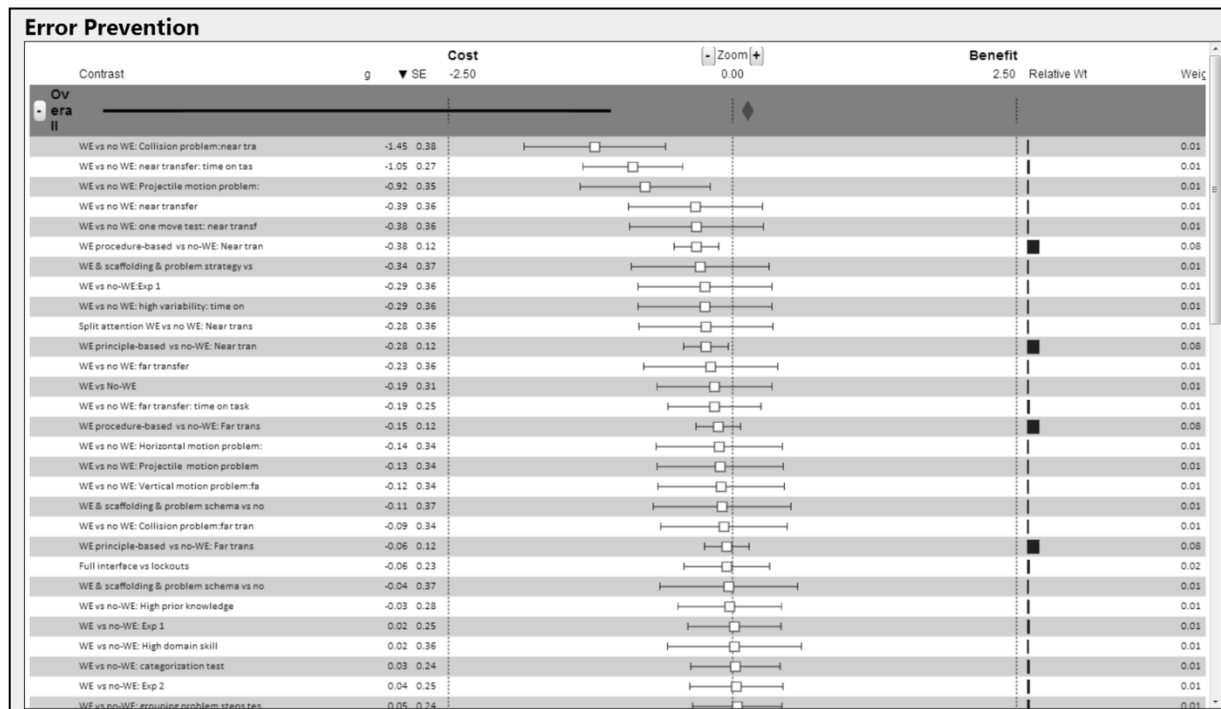 Error Prevention
Cost - Zoom + Benefit
Contrast g ▼ SE -2.50 0.00 2.50 Relative Wt Weig
-
Ov
era
ll
WE vs no WE: Collision problem:near tra -1.45 0.38 0.01
WE vs no WE: near transfer: time on tas -1.05 0.27 0.01
WE vs no WE: Projectile motion problem: -0.92 0.35 0.01
WE vs no WE: near transfer -0.39 0.36 0.01
WE vs no WE: one move test: near transf -0.38 0.36 0.01
WE procedure-based vs no-WE: Near tran -0.38 0.12 0.08
WE & scaffolding & problem strategy vs -0.34 0.37 0.01
WE vs no-WE:Exp 1 -0.29 0.36 0.01
WE vs no WE: high variability: time on -0.29 0.36 0.01
Split attention WE vs no WE: Near trans -0.28 0.36 0.01
WE principle-based vs no-WE: Near tran -0.28 0.12 0.08
WE vs no WE: far transfer -0.23 0.36 0.01
WE vs No-WE -0.19 0.31 0.01
WE vs no WE: far transfer: time on task -0.19 0.25 0.01
WE procedure-based vs no-WE: Far trans -0.15 0.12 0.08
WE vs no WE: Horizontal motion problem: -0.14 0.34 0.01
WE vs no WE: Projectile motion problem -0.13 0.34 0.01
WE vs no WE: Vertical motion problem:fa -0.12 0.34 0.01
WE & scaffolding & problem schema vs no -0.11 0.37 0.01
WE vs no WE: Collision problem:far tran -0.09 0.34 0.01
WE principle-based vs no-WE: Far trans -0.06 0.12 0.08
Full interface vs lockouts -0.06 0.23 0.02
WE & scaffolding & problem schema vs no -0.04 0.37 0.01
WE vs no-WE: High prior knowledge -0.03 0.28 0.01
WE vs no-WE: Exp 1 0.02 0.25 0.01
WE vs no-WE: High domain skill 0.02 0.36 0.01
WE vs no-WE: categorization test 0.03 0.24 0.01
WE vs no-WE: Exp 2 0.04 0.25 0.01
WE vs no-WE: grouping problem steps tes 0.05 0.24 0.01